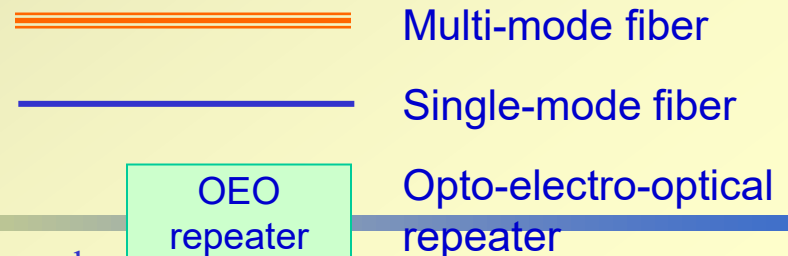 Multi-mode fiber
Single-mode fiber
OEO
repeater
Opto-electro-optical
repeater